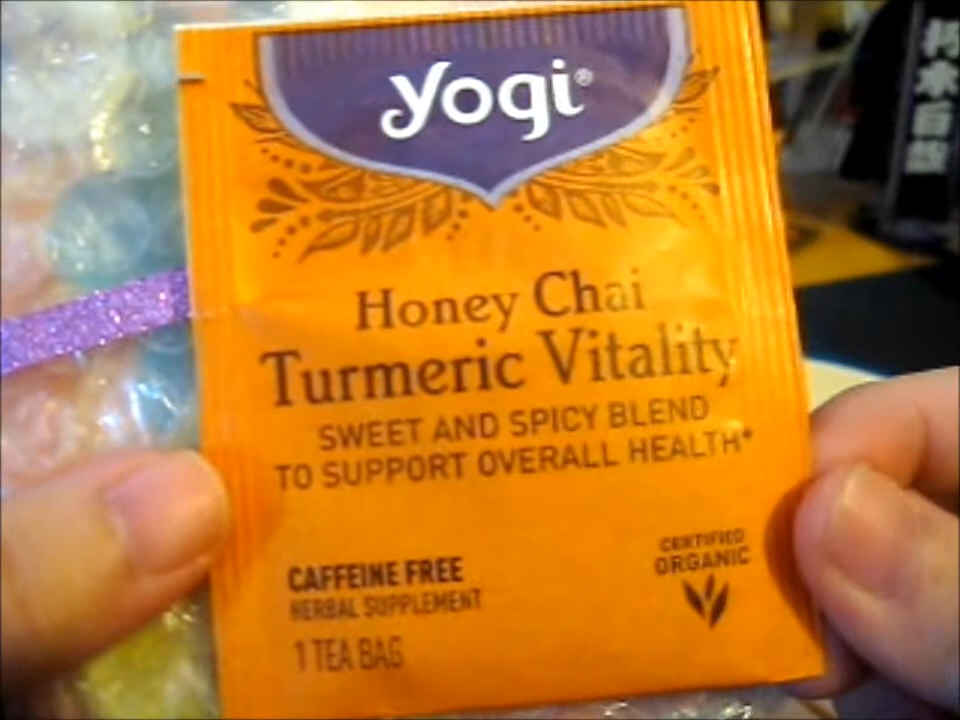 yogi®
Honey Chai
Turmeric Vitality
SWEET AND SPICY BLEND
TO SUPPORT OVERALL HEALTH*
CAFFEINE FREE
HERBAL SUPPLEMENT
1 TEA BAG
CERTIFIED
ORGANIC